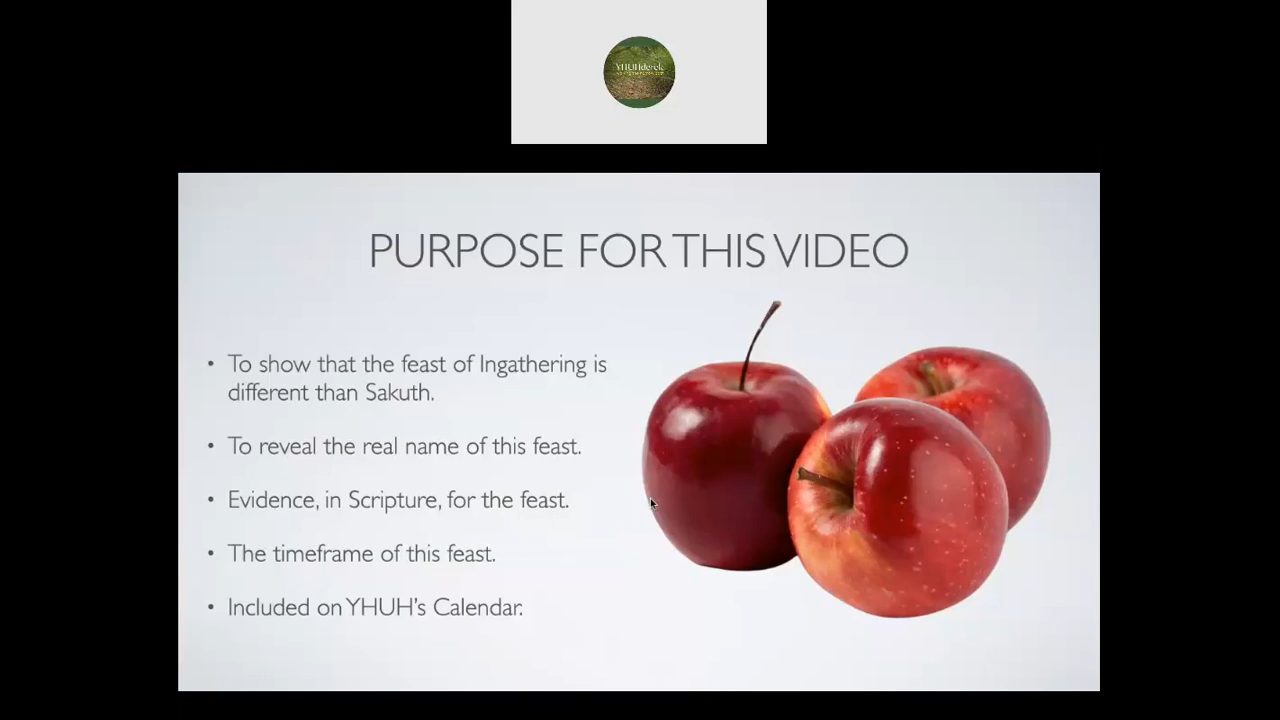 YHUHderek
PURPOSE FOR THIS VIDEO
• To show that the feast of Ingathering is
different than Sakuth.
• To reveal the real name of this feast.
• Evidence, in Scripture, for the feast.
• The timeframe of this feast.
• Included on YHUH's Calendar.